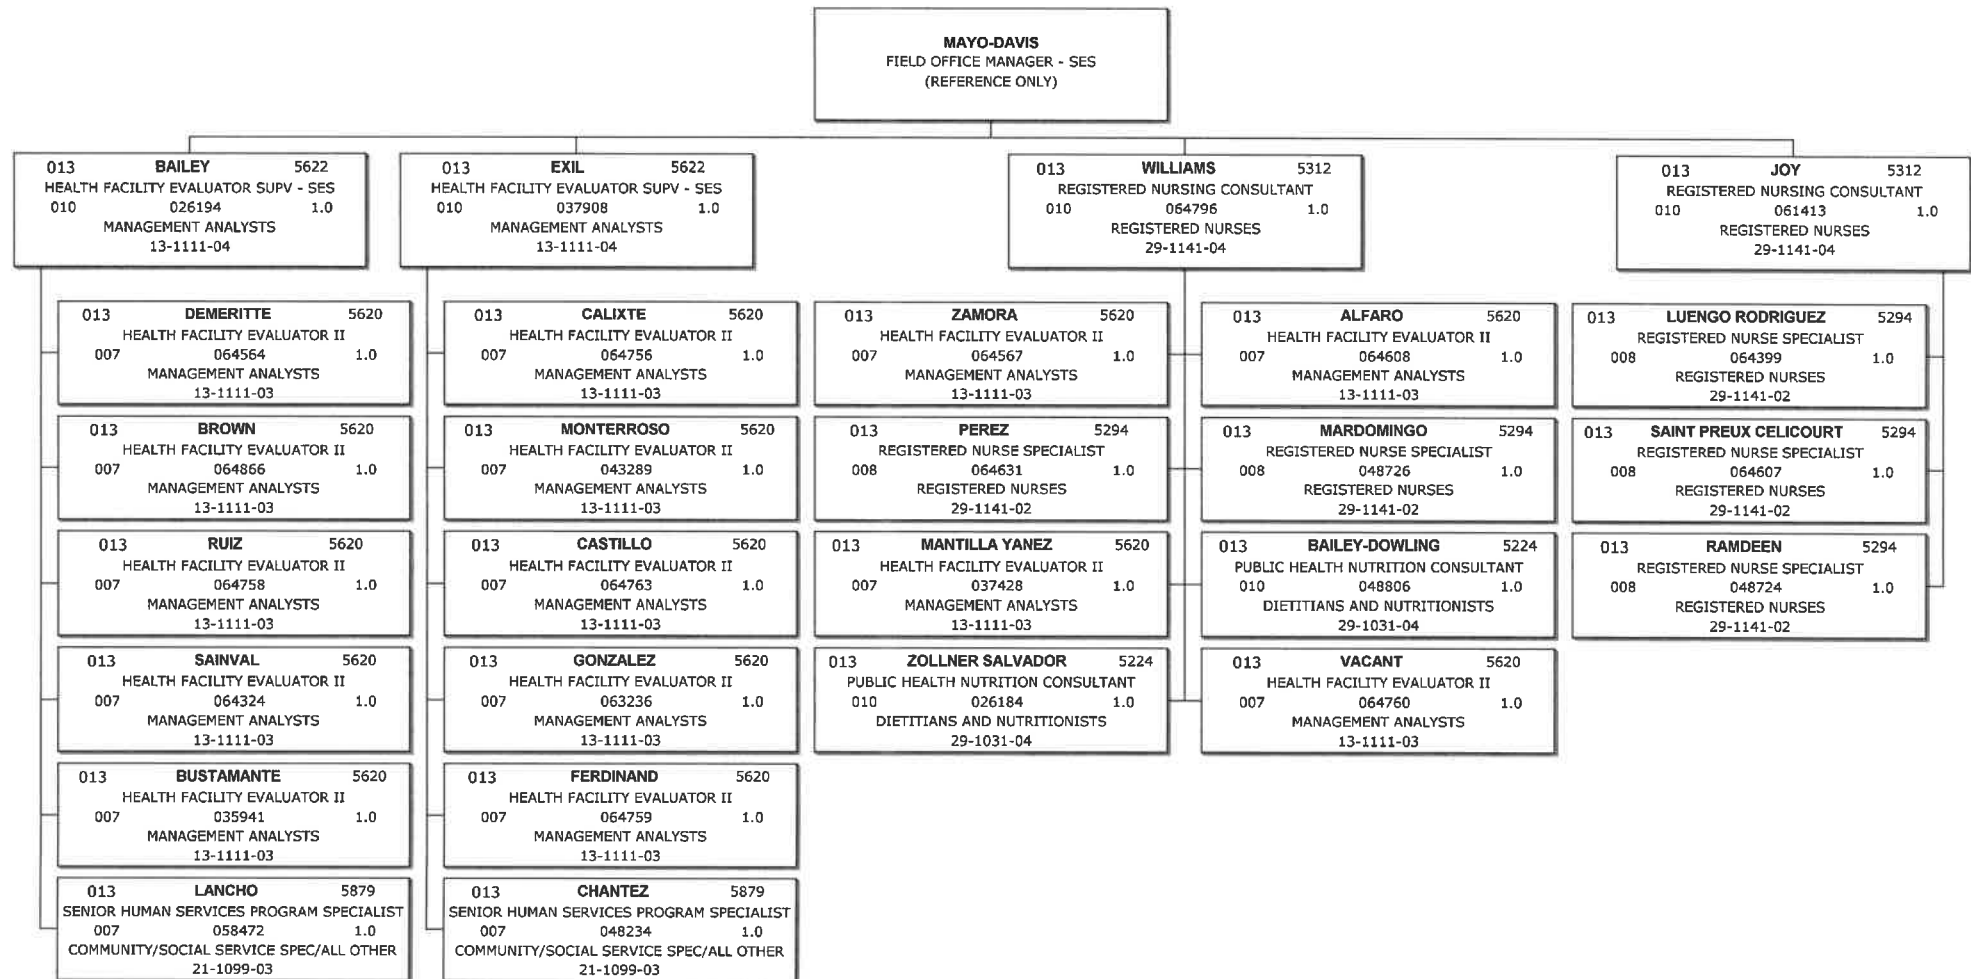 MAYO-DAVIS
FIELD OFFICE MANAGER - SES
(REFERENCE ONLY)
013 BAILEY 5622
HEALTH FACILITY EVALUATOR SUPV - SES
010 026194 1.0
MANAGEMENT ANALYSTS
13-1111-04
013 EXIL 5622
HEALTH FACILITY EVALUATOR SUPV - SES
010 037908 1.0
MANAGEMENT ANALYSTS
13-1111-04
013 WILLIAMS 5312
REGISTERED NURSING CONSULTANT
010 064796 1.0
REGISTERED NURSES
29-1141-04
013 JOY 5312
REGISTERED NURSING CONSULTANT
010 061413 1.0
REGISTERED NURSES
29-1141-04
013 DEMERITTE 5620
HEALTH FACILITY EVALUATOR II
007 064564 1.0
MANAGEMENT ANALYSTS
13-1111-03
013 BROWN 5620
HEALTH FACILITY EVALUATOR II
007 064866 1.0
MANAGEMENT ANALYSTS
13-1111-03
013 RUIZ 5620
HEALTH FACILITY EVALUATOR II
007 064758 1.0
MANAGEMENT ANALYSTS
13-1111-03
013 SAINVAL 5620
HEALTH FACILITY EVALUATOR II
007 064324 1.0
MANAGEMENT ANALYSTS
13-1111-03
013 BUSTAMANTE 5620
HEALTH FACILITY EVALUATOR II
007 035941 1.0
MANAGEMENT ANALYSTS
13-1111-03
013 LANCHO 5879
SENIOR HUMAN SERVICES PROGRAM SPECIALIST
007 058472 1.0
COMMUNITY/SOCIAL SERVICE SPEC/ALL OTHER
21-1099-03
013 CALIXTE 5620
HEALTH FACILITY EVALUATOR II
007 064756 1.0
MANAGEMENT ANALYSTS
13-1111-03
013 MONTERROSO 5620
HEALTH FACILITY EVALUATOR II
007 043289 1.0
MANAGEMENT ANALYSTS
13-1111-03
013 CASTILLO 5620
HEALTH FACILITY EVALUATOR II
007 064763 1.0
MANAGEMENT ANALYSTS
13-1111-03
013 GONZALEZ 5620
HEALTH FACILITY EVALUATOR II
007 063236 1.0
MANAGEMENT ANALYSTS
13-1111-03
013 FERDINAND 5620
HEALTH FACILITY EVALUATOR II
007 064759 1.0
MANAGEMENT ANALYSTS
13-1111-03
013 CHANTEZ 5879
SENIOR HUMAN SERVICES PROGRAM SPECIALIST
007 048234 1.0
COMMUNITY/SOCIAL SERVICE SPEC/ALL OTHER
21-1099-03
013 ZAMORA 5620
HEALTH FACILITY EVALUATOR II
007 064567 1.0
MANAGEMENT ANALYSTS
13-1111-03
013 PEREZ 5294
REGISTERED NURSE SPECIALIST
008 064631 1.0
REGISTERED NURSES
29-1141-02
013 MANTILLA YANEZ 5620
HEALTH FACILITY EVALUATOR II
007 037428 1.0
MANAGEMENT ANALYSTS
13-1111-03
013 ZOLLNER SALVADOR 5224
PUBLIC HEALTH NUTRITION CONSULTANT
010 026184 1.0
DIETITIANS AND NUTRITIONISTS
29-1031-04
013 ALFARO 5620
HEALTH FACILITY EVALUATOR II
007 064608 1.0
MANAGEMENT ANALYSTS
13-1111-03
013 MARDOMINGO 5294
REGISTERED NURSE SPECIALIST
008 048726 1.0
REGISTERED NURSES
29-1141-02
013 BAILEY-DOWLING 5224
PUBLIC HEALTH NUTRITION CONSULTANT
010 048806 1.0
DIETITIANS AND NUTRITIONISTS
29-1031-04
013 VACANT 5620
HEALTH FACILITY EVALUATOR II
007 064760 1.0
MANAGEMENT ANALYSTS
13-1111-03
013 LUENGO RODRIGUEZ 5294
REGISTERED NURSE SPECIALIST
008 064399 1.0
REGISTERED NURSES
29-1141-02
013 SAINT PREUX CELICOURT 5294
REGISTERED NURSE SPECIALIST
008 064607 1.0
REGISTERED NURSES
29-1141-02
013 RAMDEEN 5294
REGISTERED NURSE SPECIALIST
008 048724 1.0
REGISTERED NURSES
29-1141-02